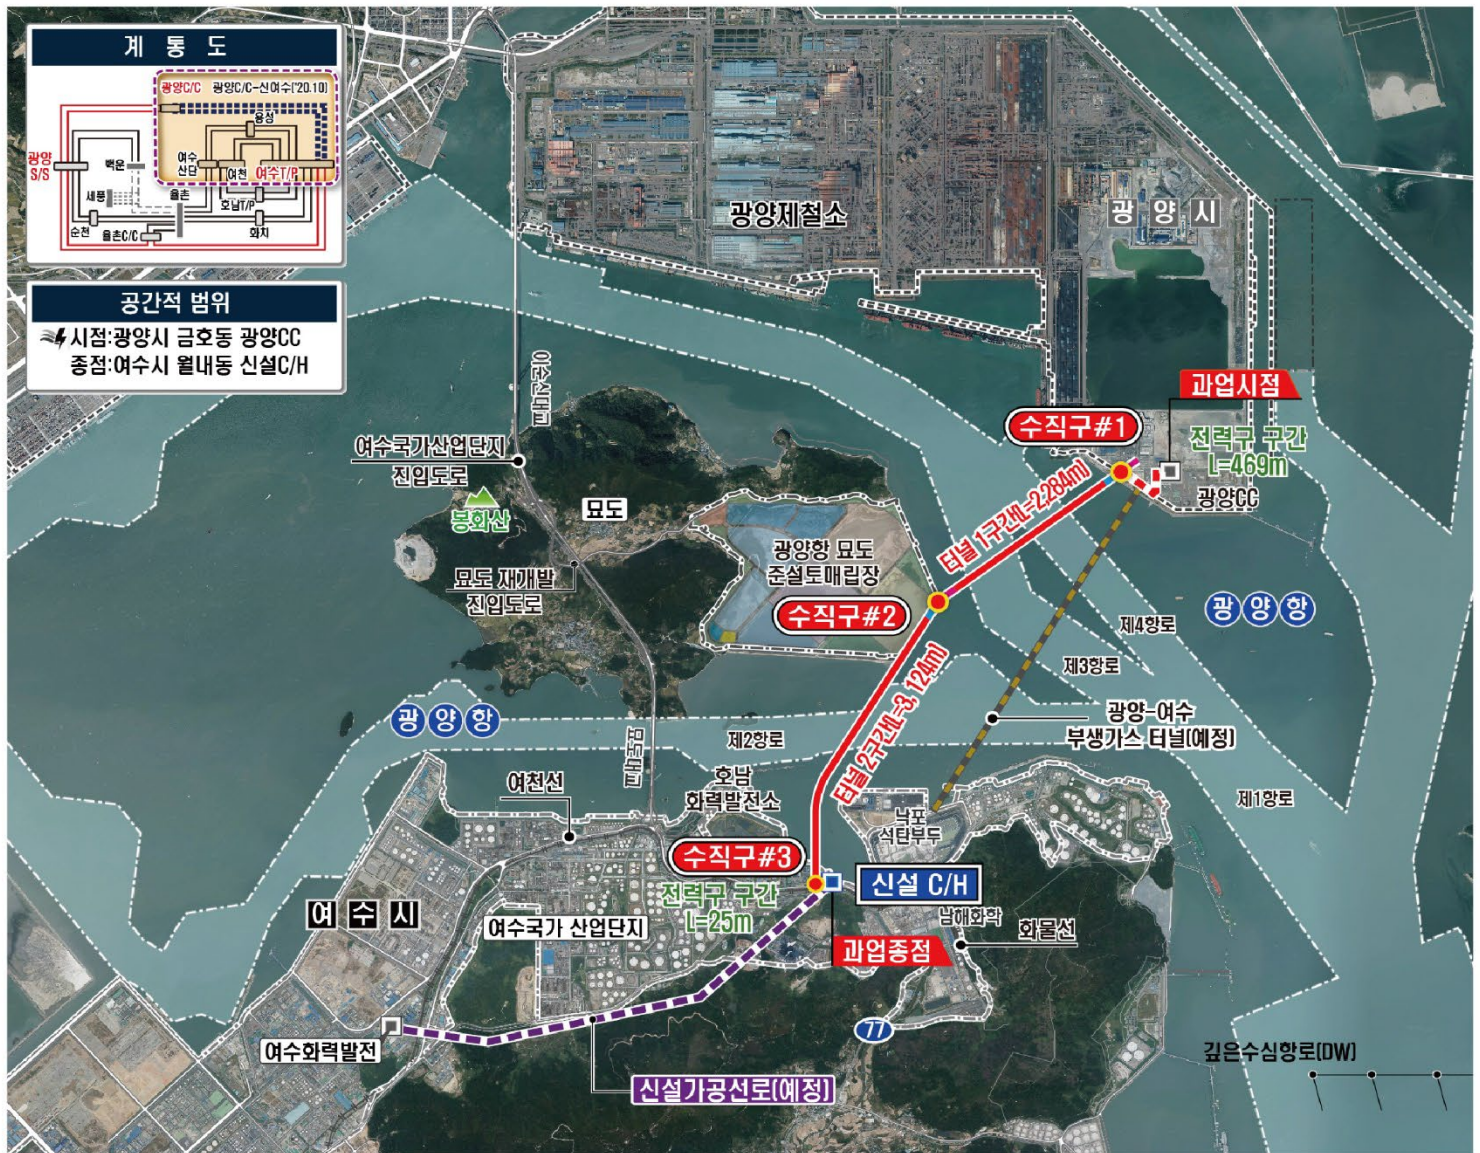 계 통 도
광양C/C
광양C/C-신여수('20.10)
용성
여수
산단
여천
여수T/P
광양
S/S
백운
세풍
율촌
호남T/P
순천
율촌C/C
화치
공간적 범위
시점:광양시 금호동 광양CC
종점:여수시 월내동 신설C/H
광양제철소
광 양 시
이순신대교
과업시점
수직구#1
전력구 구간
L=469m
광양CC
여수국가산업단지
진입도로
봉화산
묘도
터널 1구간(L=2,284m)
광양항 묘도
준설토매립장
묘도 재개발
진입도로
수직구#2
광 양 항
제4항로
제3항로
터널 2구간(L=3, 124m)
광양-여수
부생가스 터널(예정)
광 양 항
제2항로
묘도대교
여천선
호남
화력발전소
제1항로
낙포
석탄부두
수직구#3
전력구 구간
L=25m
신설 C/H
여 수 시
여수국가 산업단지
남해화학
화물선
과업종점
77
여수화력발전
신설가공선로(예정)
깊은수심항로(DW)